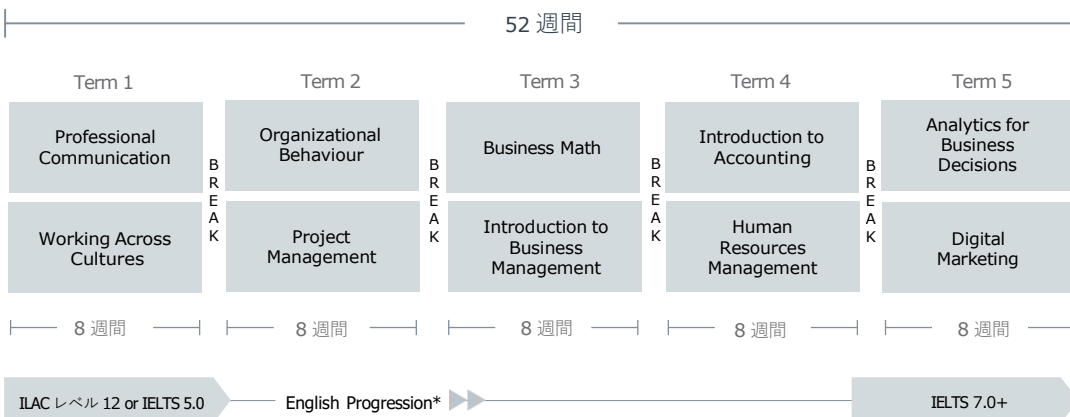 52 週間
Term 1
Term 2
Term 3
Term 4
Term 5
Professional
Communication
Organizational
Behaviour
Business Math
Introduction to
Accounting
Analytics for
Business
Decisions
BREAK
BREAK
BREAK
BREAK
Working Across
Cultures
Project
Management
Introduction to
Business
Management
Human
Resources
Management
Digital
Marketing
8 週間
8 週間
8 週間
8 週間
8 週間
ILAC レベル 12 or IELTS 5.0
English Progression*
IELTS 7.0+